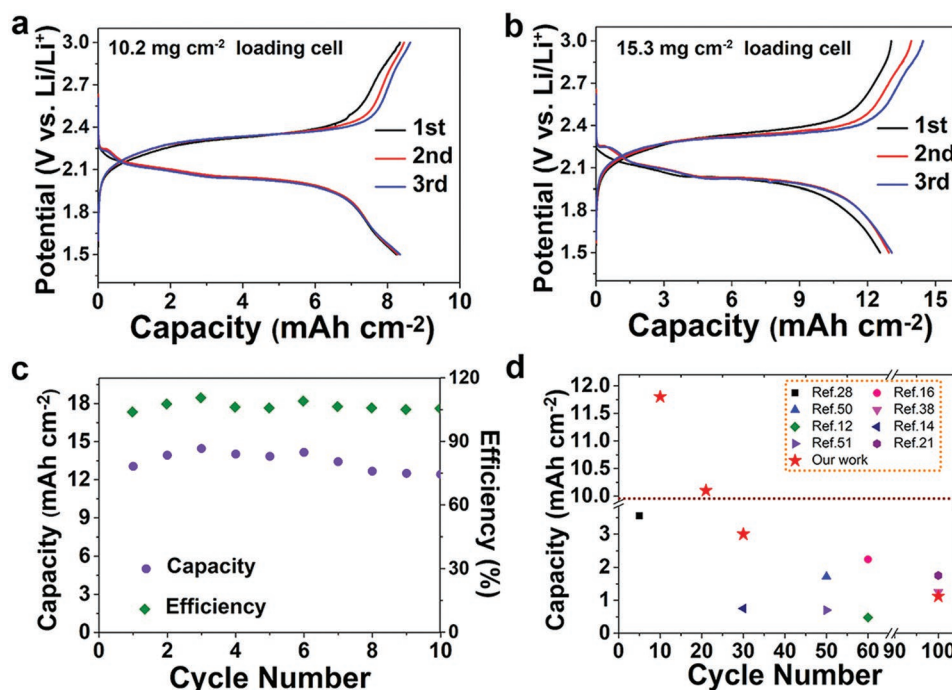 a
10.2 mg cm-2 loading cell
Potential (V vs. Li/Li+)
3.0
2.7
2.4
2.1
1.8
1.5
1st
2nd
3rd
0 2 4 6 8 10
Capacity (mAh cm-2)
b
15.3 mg cm-2 loading cell
Potential (V vs. Li/Li+)
3.0
2.7
2.4
2.1
1.8
1.5
1st
2nd
3rd
0 3 6 9 12 15
Capacity (mAh cm-2)
c
Capacity (mAh cm-2)
18
15
12
9
6
3
0
Capacity
Efficiency
120
90
60
30
0
Efficiency (%)
0 2 4 6 8 10
Cycle Number
d
Capacity (mAh cm-2)
12.0
11.5
11.0
10.5
10.0
3
2
1
0
Ref.28 Ref.16
Ref.50 Ref.38
Ref.12 Ref.14
Ref.51 Ref.21
Our work
0 10 20 30 40 50 60 90 100
Cycle Number